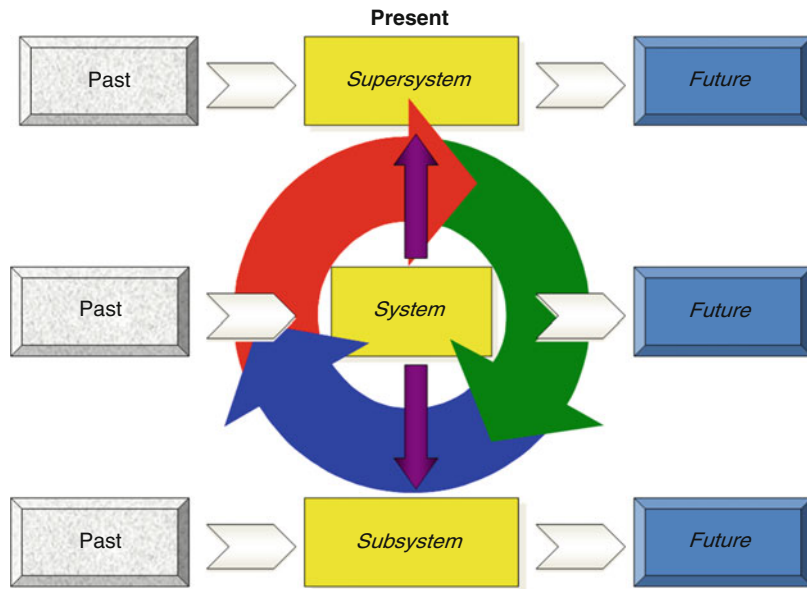 Present
Past
Supersystem
Future
Past
System
Future
Past
Subsystem
Future